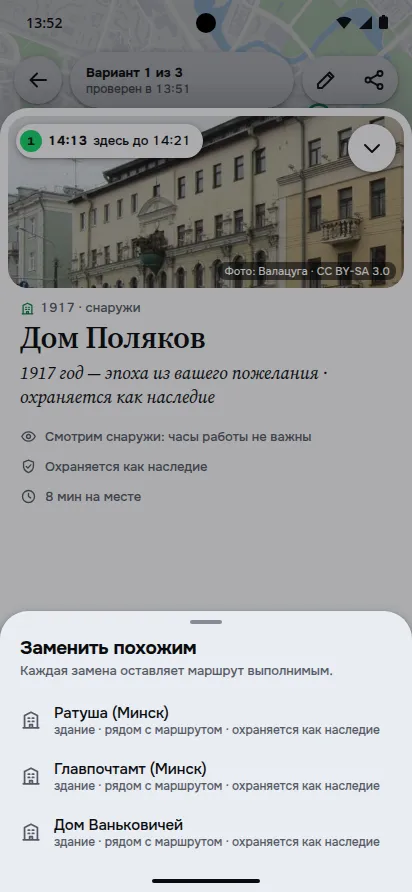 13:52
Вариант 1 из 3
проверен в 13:51
1 14:13 здесь до 14:21
Фото: Валацуга · CC BY-SA 3.0
1917 · снаружи
Дом Поляков
1917 год — эпоха из вашего пожелания ·
охраняется как наследие
Смотрим снаружи: часы работы не важны
Охраняется как наследие
8 мин на месте
Заменить похожим
Каждая замена оставляет маршрут выполнимым.
Ратуша (Минск)
здание · рядом с маршрутом · охраняется как наследие
Главпочтамт (Минск)
здание · рядом с маршрутом · охраняется как наследие
Дом Ваньковичей
здание · рядом с маршрутом · охраняется как наследие